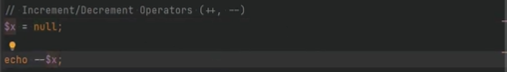 // Increment/Decrement Operators (++, --)
$x = null;
echo --$x;